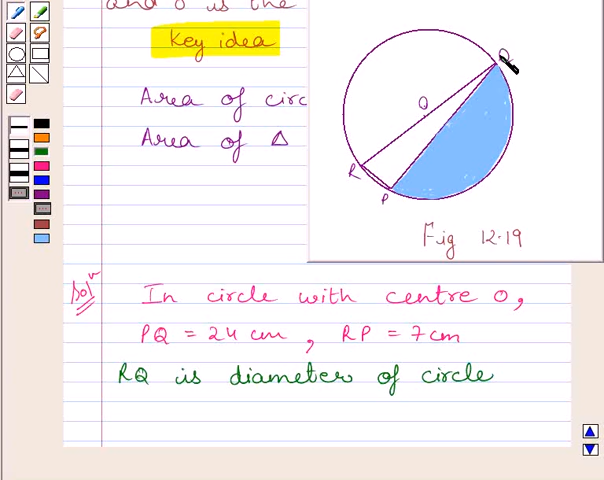 and O is the
Key idea
Area of circ
Area of Δ
Q
O
R
P
Fig 12.19
Solⁿ
In circle with centre O,
PQ = 24 cm, RP = 7cm
RQ is diameter of circle